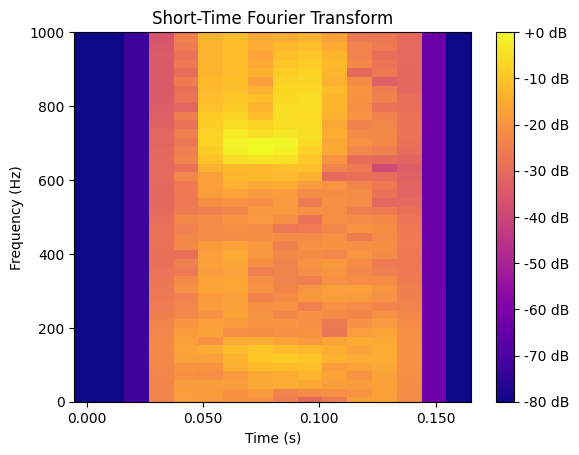 Short-Time Fourier Transform
1000
800
600
400
200
0
Frequency (Hz)
0.000
0.050
0.100
0.150
Time (s)
+0 dB
-10 dB
-20 dB
-30 dB
-40 dB
-50 dB
-60 dB
-70 dB
-80 dB